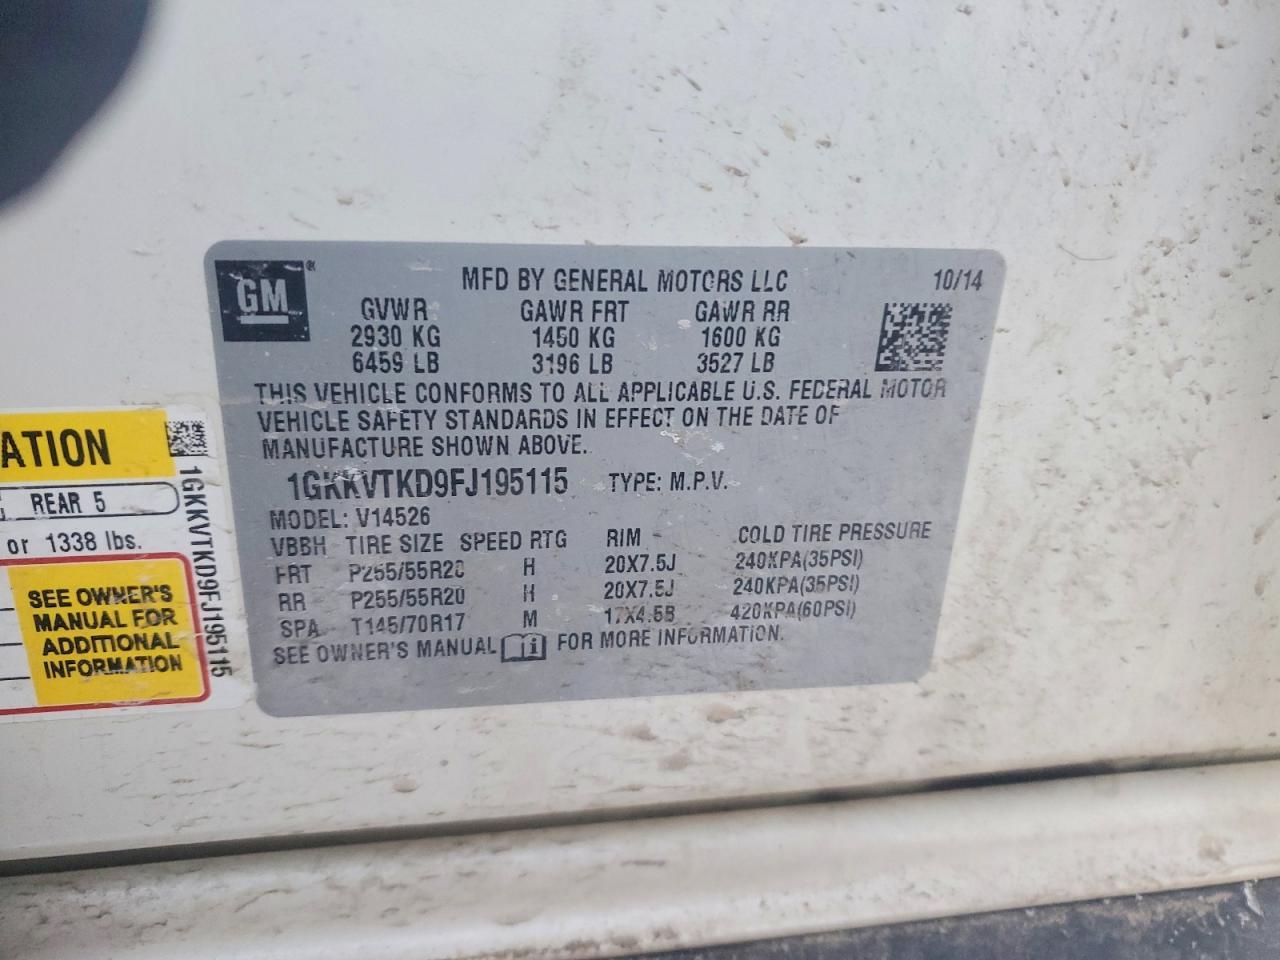 GM
®
MFD BY GENERAL MOTORS LLC
10/14
GVWR GAWR FRT GAWR RR
2930 KG 1450 KG 1600 KG
6459 LB 3196 LB 3527 LB
THIS VEHICLE CONFORMS TO ALL APPLICABLE U.S. FEDERAL MOTOR
VEHICLE SAFETY STANDARDS IN EFFECT ON THE DATE OF
MANUFACTURE SHOWN ABOVE.
1GKKVTKD9FJ195115 TYPE: M.P.V.
MODEL: V14526
VBBH TIRE SIZE SPEED RTG RIM COLD TIRE PRESSURE
FRT P255/55R20 H 20X7.5J 240KPA(35PSI)
RR P255/55R20 H 20X7.5J 240KPA(35PSI)
SPA T145/70R17 M 17X4.5B 420KPA(60PSI)
SEE OWNER'S MANUAL i FOR MORE INFORMATION.
ATION
REAR 5
or 1338 lbs.
SEE OWNER'S
MANUAL FOR
ADDITIONAL
INFORMATION
1GKKVTKD9FJ195115